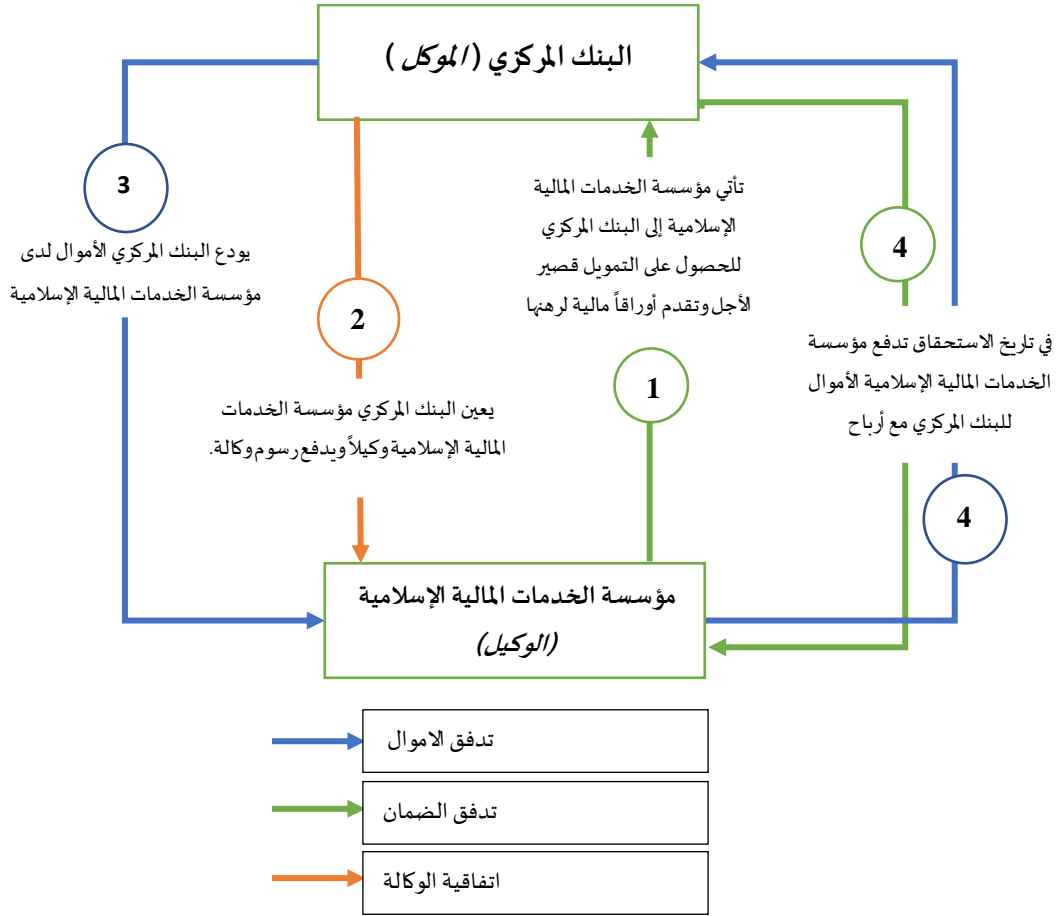 البنك المركزي (الموكل)
تأتي مؤسسة الخدمات المالية
الإسلامية إلى البنك المركزي
للحصول على التمويل قصير
الأجل وتقدم أوراقاً مالية لرهنها
1
2
يعين البنك المركزي مؤسسة الخدمات
المالية الإسلامية وكيلاً ويدفع رسوم وكالة.
3
يودع البنك المركزي الأموال لدى
مؤسسة الخدمات المالية الإسلامية
4
في تاريخ الاستحقاق تدفع مؤسسة
الخدمات المالية الإسلامية الأموال
للبنك المركزي مع أرباح
4
مؤسسة الخدمات المالية الإسلامية
(الوكيل)
تدفق الاموال
تدفق الضمان
اتفاقية الوكالة